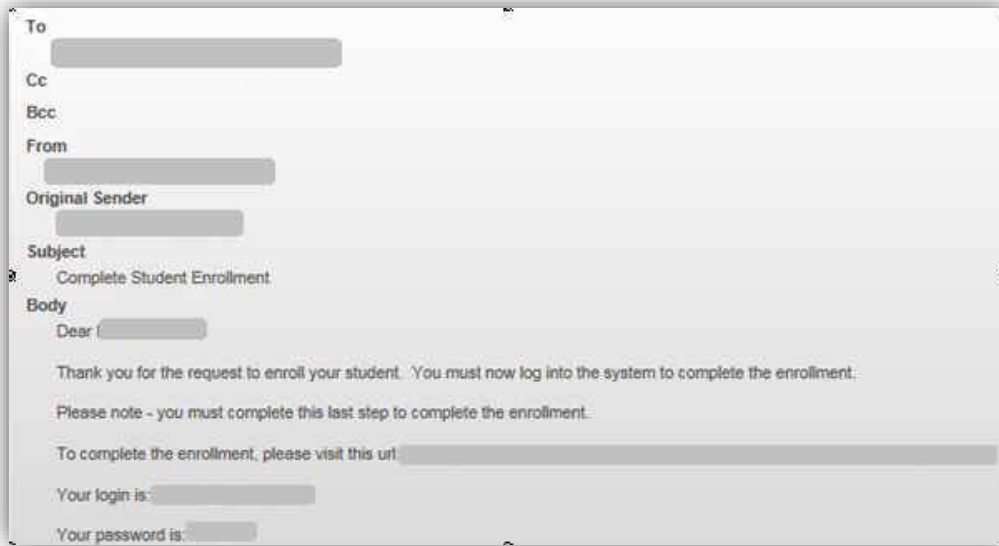 To
Cc
Bcc
From
Original Sender
Subject
Complete Student Enrollment
Body
Dear
Thank you for the request to enroll your student. You must now log into the system to complete the enrollment.
Please note - you must complete this last step to complete the enrollment.
To complete the enrollment, please visit this url:
Your login is:
Your password is: